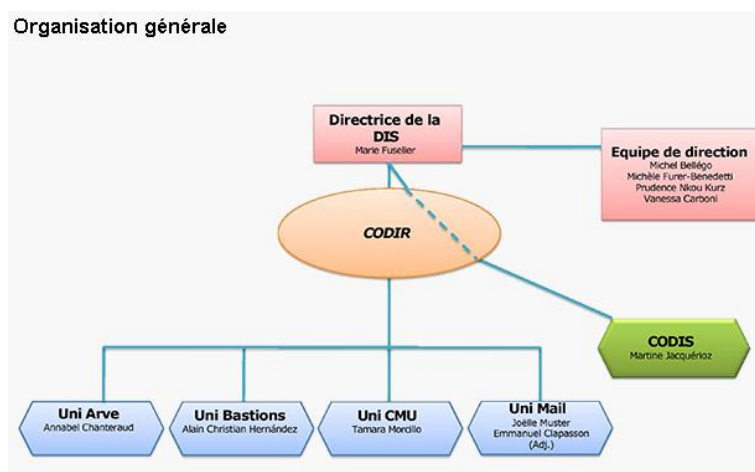 Organisation générale
Directrice de la
DIS
Marie Fuselier
Equipe de direction
Michel Bellégo
Michèle Furer-Benedetti
Prudence Nkou Kurz
Vanessa Carboni
CODIR
CODIS
Martine Jacquérioz
Uni Arve
Annabel Chanteraud
Uni Bastions
Alain Christian Hernández
Uni CMU
Tamara Morcillo
Uni Mail
Joëlle Muster
Emmanuel Clapasson
(Adj.)